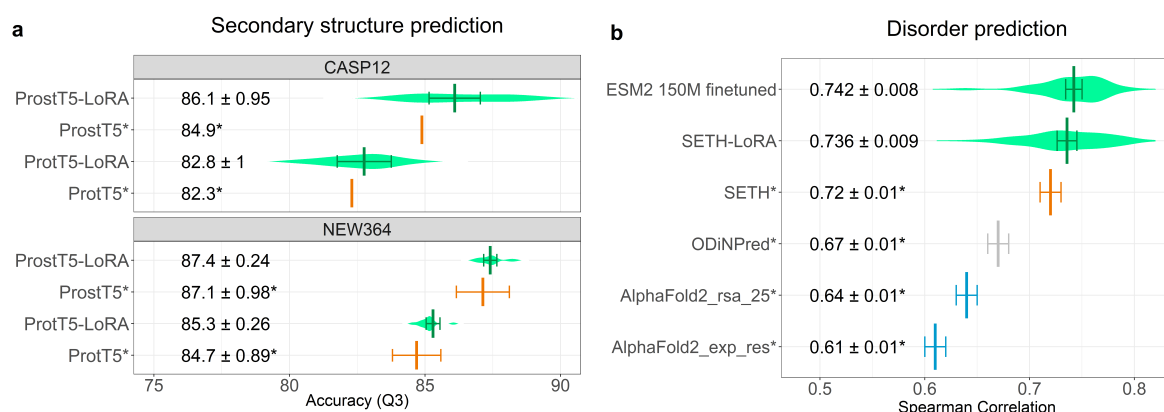 a
Secondary structure prediction
CASP12
ProstT5-LoRA 86.1 ± 0.95
ProstT5* 84.9*
ProtT5-LoRA 82.8 ± 1
ProtT5* 82.3*
NEW364
ProstT5-LoRA 87.4 ± 0.24
ProstT5* 87.1 ± 0.98*
ProtT5-LoRA 85.3 ± 0.26
ProtT5* 84.7 ± 0.89*
75 80 85 90
Accuracy (Q3)
b
Disorder prediction
ESM2 150M finetuned 0.742 ± 0.008
SETH-LoRA 0.736 ± 0.009
SETH* 0.72 ± 0.01*
ODiNPred* 0.67 ± 0.01*
AlphaFold2_rsa_25* 0.64 ± 0.01*
AlphaFold2_exp_res* 0.61 ± 0.01*
0.5 0.6 0.7 0.8
Spearman Correlation